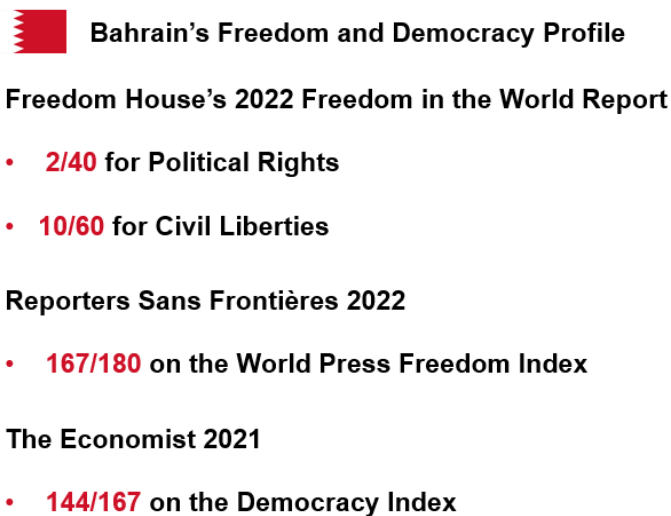 Bahrain's Freedom and Democracy Profile
Freedom House's 2022 Freedom in the World Report
• 2/40 for Political Rights
• 10/60 for Civil Liberties
Reporters Sans Frontières 2022
• 167/180 on the World Press Freedom Index
The Economist 2021
• 144/167 on the Democracy Index